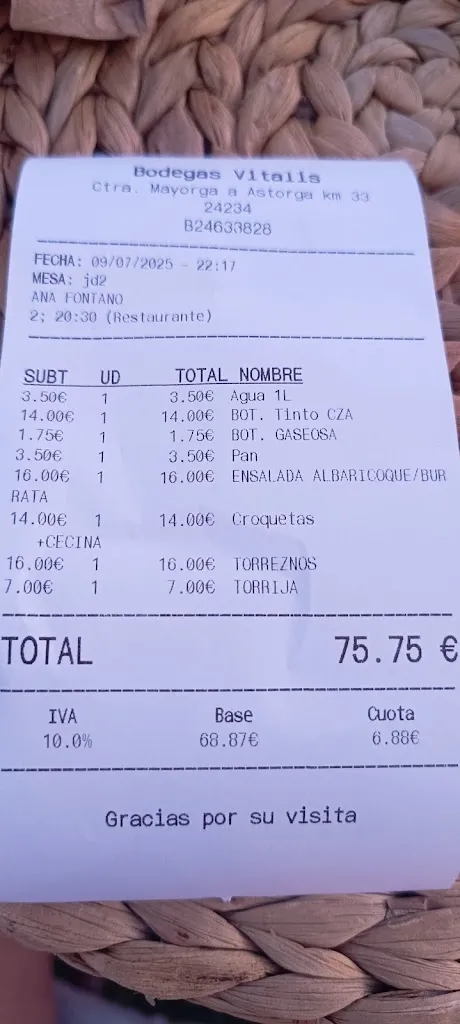 Bodegas Vitalis
Ctra. Mayorga a Astorga km 33
24234
B24633828
FECHA: 09/07/2025 - 22:17
MESA: jd2
ANA FONTANO
2; 20:30 (Restaurante)
SUBT UD TOTAL NOMBRE
3.50€ 1 3.50€ Agua 1L
14.00€ 1 14.00€ BOT. Tinto CZA
1.75€ 1 1.75€ BOT. GASEOSA
3.50€ 1 3.50€ Pan
16.00€ 1 16.00€ ENSALADA ALBARICOQUE/BUR
RATA
14.00€ 1 14.00€ Croquetas
+CECINA
16.00€ 1 16.00€ TORREZNOS
7.00€ 1 7.00€ TORRIJA
TOTAL 75.75 €
IVA Base Cuota
10.0% 68.87€ 6.88€
Gracias por su visita